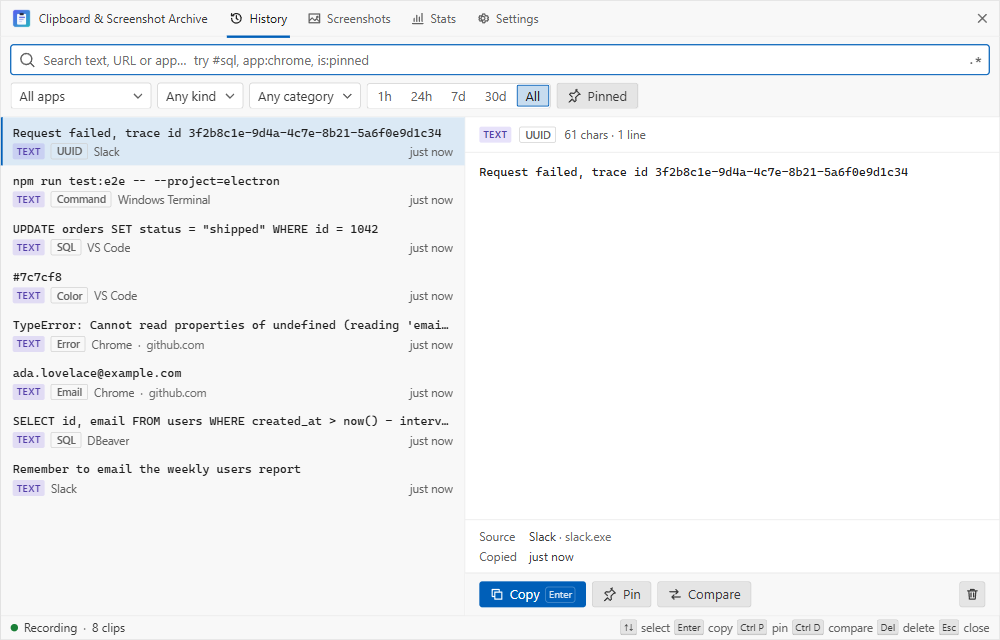 Clipboard & Screenshot Archive History Screenshots Stats Settings
Search text, URL or app... try #sql, app:chrome, is:pinned .*
All apps Any kind Any category 1h 24h 7d 30d All Pinned
Request failed, trace id 3f2b8c1e-9d4a-4c7e-8b21-5a6f0e9d1c34
TEXT UUID Slack just now
npm run test:e2e -- --project=electron
TEXT Command Windows Terminal just now
UPDATE orders SET status = "shipped" WHERE id = 1042
TEXT SQL VS Code just now
#7c7cf8
TEXT Color VS Code just now
TypeError: Cannot read properties of undefined (reading 'emai…
TEXT Error Chrome · github.com just now
ada.lovelace@example.com
TEXT Email Chrome · github.com just now
SELECT id, email FROM users WHERE created_at > now() - interv…
TEXT SQL DBeaver just now
Remember to email the weekly users report
TEXT Slack just now
TEXT UUID 61 chars · 1 line
Request failed, trace id 3f2b8c1e-9d4a-4c7e-8b21-5a6f0e9d1c34
Source Slack · slack.exe
Copied just now
Copy Enter Pin Compare
Recording · 8 clips ↑↓ select Enter copy Ctrl P pin Ctrl D compare Del delete Esc close